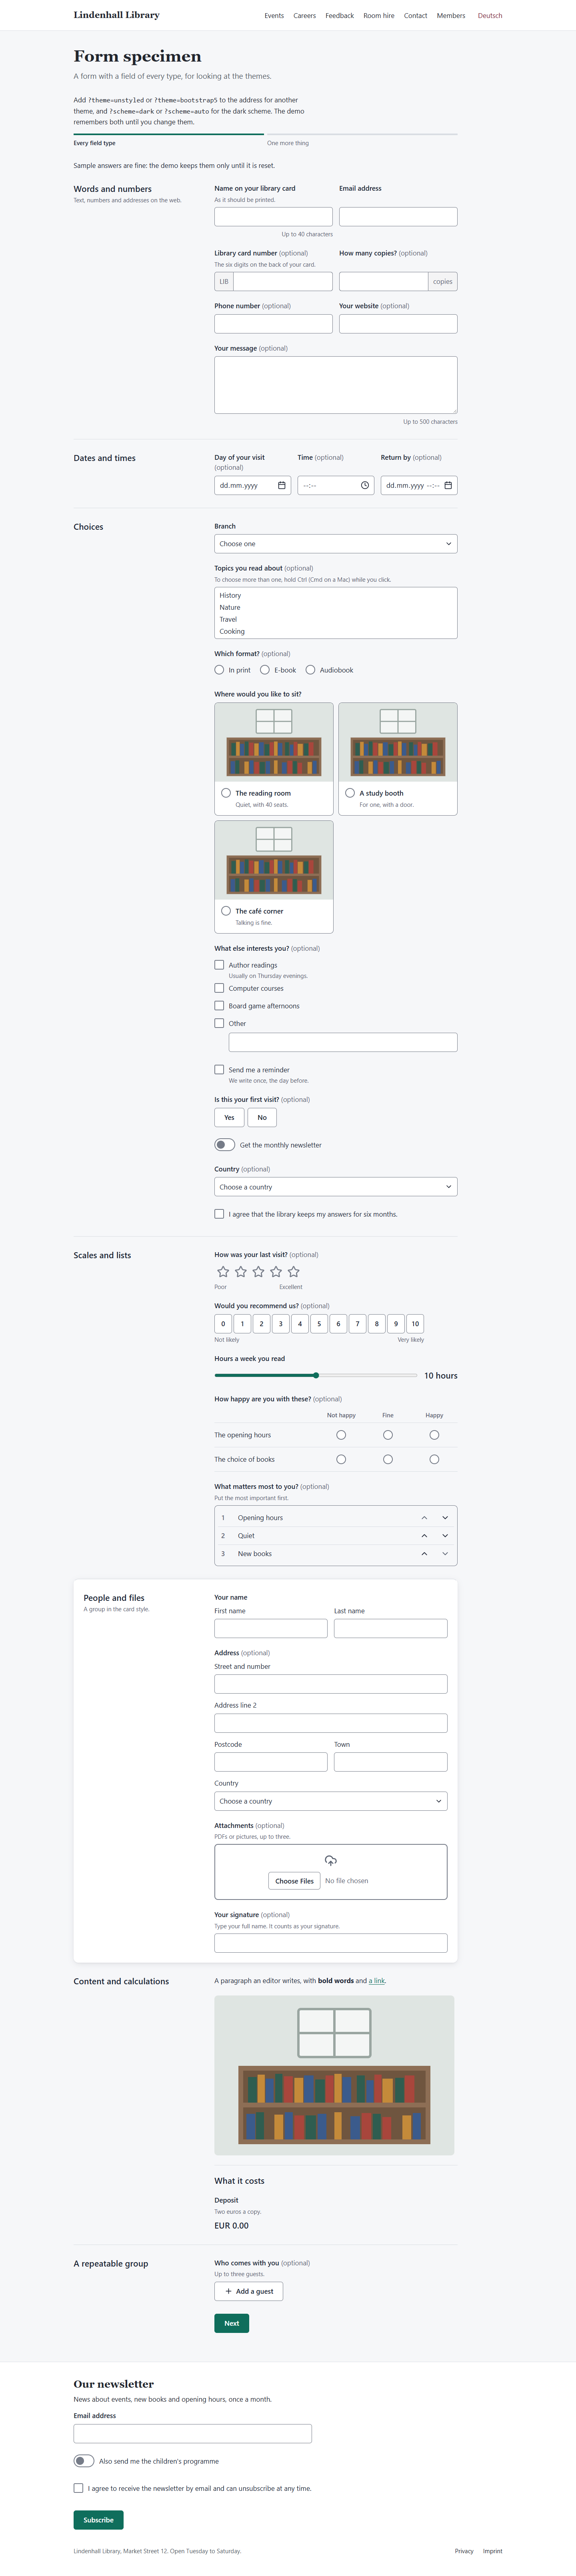 Lindenhall Library
Events Careers Feedback Room hire Contact Members Deutsch
Form specimen
A form with a field of every type, for looking at the themes.
Add ?theme=unstyled or ?theme=bootstrap5 to the address for another
theme, and ?scheme=dark or ?scheme=auto for the dark scheme. The demo
remembers both until you change them.
Every field type
One more thing
Sample answers are fine: the demo keeps them only until it is reset.
Words and numbers
Text, numbers and addresses on the web.
Name on your library card
As it should be printed.
Up to 40 characters
Email address
Library card number (optional)
The six digits on the back of your card.
LIB
How many copies? (optional)
copies
Phone number (optional)
Your website (optional)
Your message (optional)
Up to 500 characters
Dates and times
Day of your visit
(optional)
dd.mm.yyyy
Time (optional)
--:--
Return by (optional)
dd.mm.yyyy --:--
Choices
Branch
Choose one
Topics you read about (optional)
To choose more than one, hold Ctrl (Cmd on a Mac) while you click.
History
Nature
Travel
Cooking
Which format? (optional)
In print E-book Audiobook
Where would you like to sit?
The reading room
Quiet, with 40 seats.
A study booth
For one, with a door.
The café corner
Talking is fine.
What else interests you? (optional)
Author readings
Usually on Thursday evenings.
Computer courses
Board game afternoons
Other
Send me a reminder
We write once, the day before.
Is this your first visit? (optional)
Yes No
Get the monthly newsletter
Country (optional)
Choose a country
I agree that the library keeps my answers for six months.
Scales and lists
How was your last visit? (optional)
Poor Excellent
Would you recommend us? (optional)
0 1 2 3 4 5 6 7 8 9 10
Not likely Very likely
Hours a week you read
10 hours
How happy are you with these? (optional)
Not happy Fine Happy
The opening hours
The choice of books
What matters most to you? (optional)
Put the most important first.
1 Opening hours
2 Quiet
3 New books
People and files
A group in the card style.
Your name
First name
Last name
Address (optional)
Street and number
Address line 2
Postcode
Town
Country
Choose a country
Attachments (optional)
PDFs or pictures, up to three.
Choose Files No file chosen
Your signature (optional)
Type your full name. It counts as your signature.
Content and calculations
A paragraph an editor writes, with bold words and a link.
What it costs
Deposit
Two euros a copy.
EUR 0.00
A repeatable group
Who comes with you (optional)
Up to three guests.
Add a guest
Next
Our newsletter
News about events, new books and opening hours, once a month.
Email address
Also send me the children's programme
I agree to receive the newsletter by email and can unsubscribe at any time.
Subscribe
Lindenhall Library, Market Street 12. Open Tuesday to Saturday.
Privacy Imprint